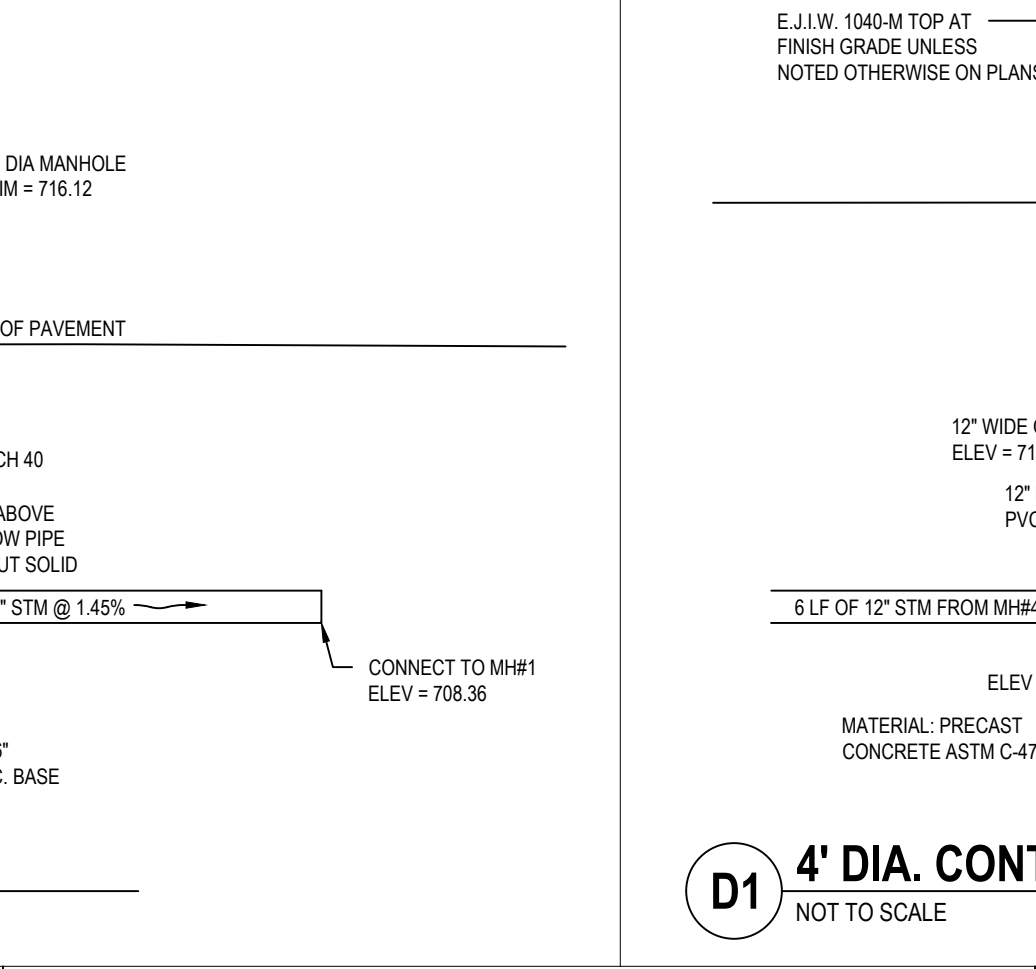 DIA MANHOLE
IM = 716.12
OF PAVEMENT
CH 40
ABOVE
OW PIPE
UT SOLID
" STM @ 1.45%
CONNECT TO MH#1
ELEV = 708.36
6"
C. BASE
E.J.I.W. 1040-M TOP AT
FINISH GRADE UNLESS
NOTED OTHERWISE ON PLANS
12" WIDE
ELEV = 71
12"
PVC
6 LF OF 12" STM FROM MH#4
ELEV
MATERIAL: PRECAST
CONCRETE ASTM C-47
D1
4' DIA. CONT
NOT TO SCALE